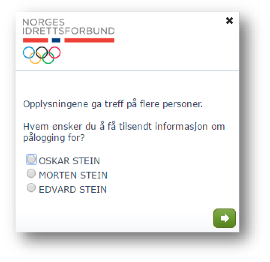 NORGES
IDRETTSFORBUND
Opplysningene ga treff på flere personer.
Hvem ønsker du å få tilsendt informasjon om
pålogging for?
OSKAR STEIN
MORTEN STEIN
EDVARD STEIN